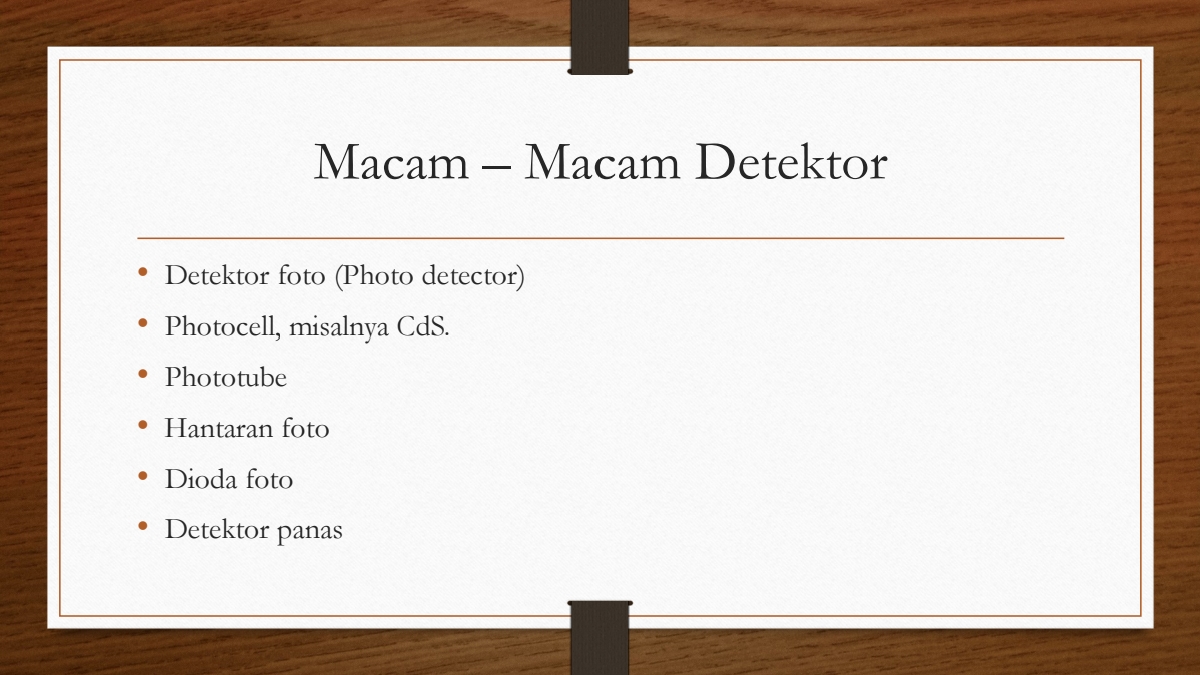 Macam – Macam Detektor
• Detektor foto (Photo detector)
• Photocell, misalnya CdS.
• Phototube
• Hantaran foto
• Dioda foto
• Detektor panas